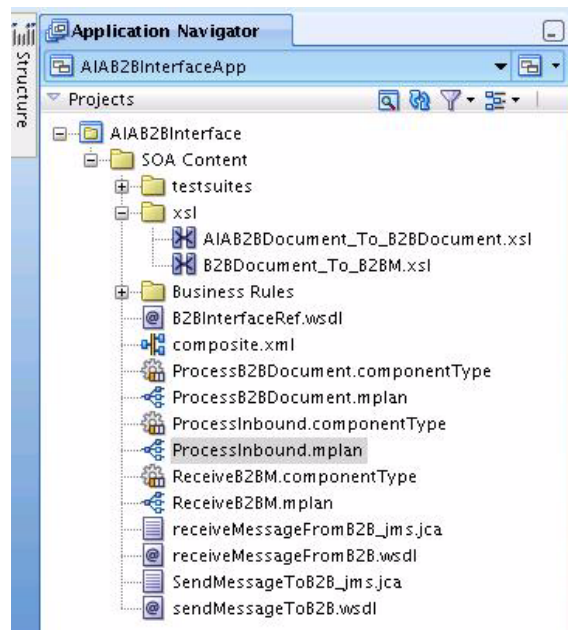 Structure
Application Navigator
AIAB2BInterfaceApp
Projects
AIAB2BInterface
SOA Content
testsuites
xsl
AIAB2BDocument_To_B2BDocument.xsl
B2BDocument_To_B2BM.xsl
Business Rules
B2BInterfaceRef.wsdl
composite.xml
ProcessB2BDocument.componentType
ProcessB2BDocument.mplan
ProcessInbound.componentType
ProcessInbound.mplan
ReceiveB2BM.componentType
ReceiveB2BM.mplan
receiveMessageFromB2B_jms.jca
receiveMessageFromB2B.wsdl
SendMessageToB2B_jms.jca
sendMessageToB2B.wsdl